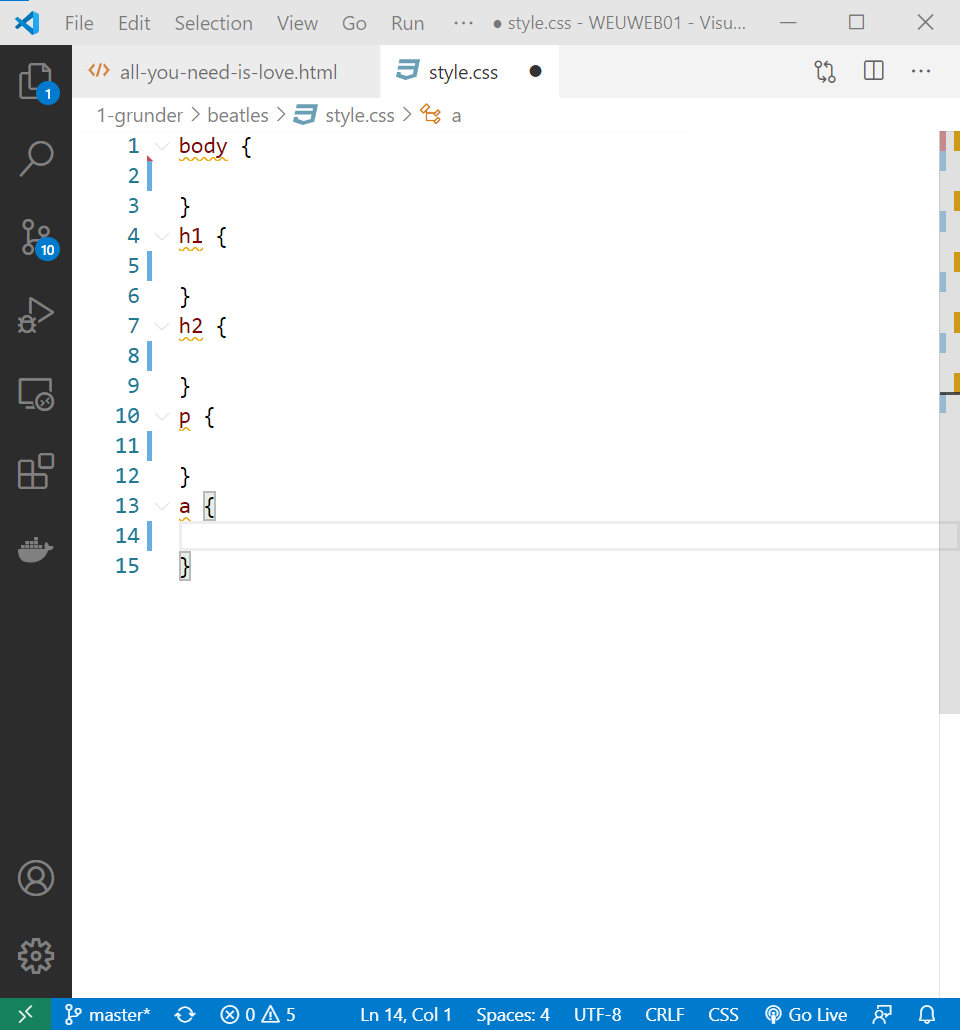 File Edit Selection View Go Run ··· ● style.css - WEUWEB01 - Visu...
all-you-need-is-love.html style.css ●
1-grunder > beatles > style.css > a
1 body {
2
3 }
4 h1 {
5
6 }
7 h2 {
8
9 }
10 p {
11
12 }
13 a {
14
15 }
1
10
master* 0 5 Ln 14, Col 1 Spaces: 4 UTF-8 CRLF CSS Go Live